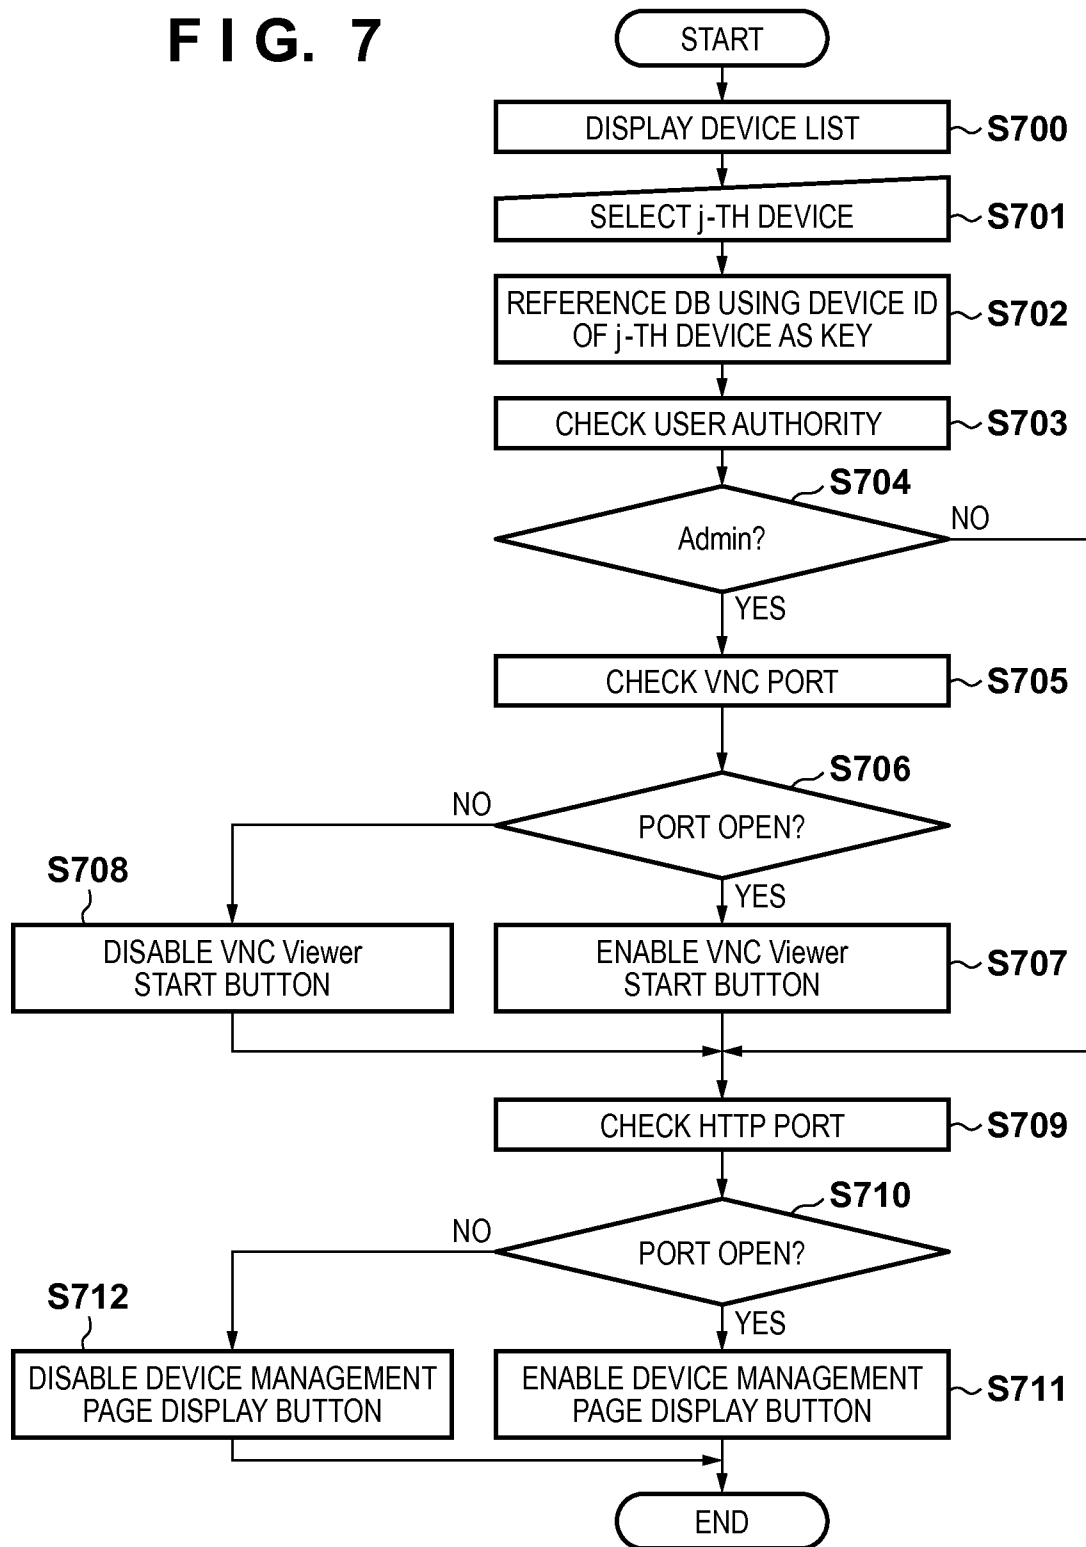 FIG. 7
START
DISPLAY DEVICE LIST
S700
SELECT j-TH DEVICE
S701
REFERENCE DB USING DEVICE ID
OF j-TH DEVICE AS KEY
S702
CHECK USER AUTHORITY
S703
S704
Admin?
NO
YES
CHECK VNC PORT
S705
S706
NO
PORT OPEN?
YES
S708
DISABLE VNC Viewer
START BUTTON
ENABLE VNC Viewer
START BUTTON
S707
CHECK HTTP PORT
S709
S710
NO
PORT OPEN?
YES
S712
DISABLE DEVICE MANAGEMENT
PAGE DISPLAY BUTTON
ENABLE DEVICE MANAGEMENT
PAGE DISPLAY BUTTON
S711
END